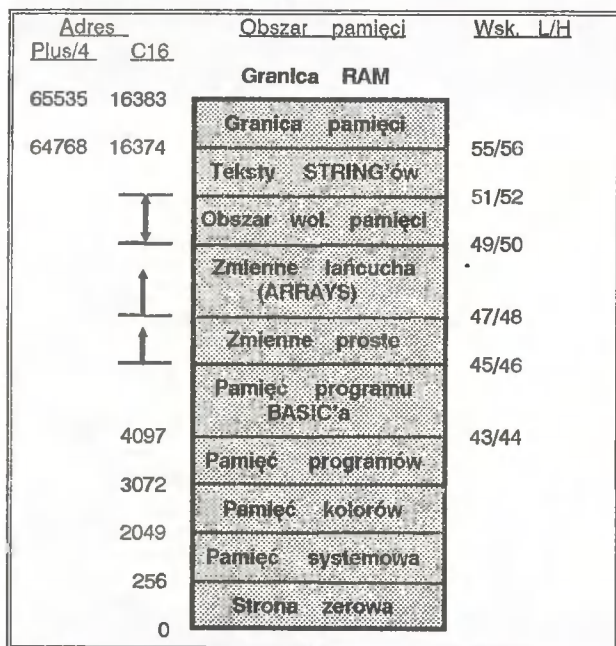 Adres Obszar pamięci Wsk. L/H
Plus/4 C16
Granica RAM
65535 16383
Granica pamięci
64768 16374 55/56
Teksty STRING'ów
51/52
Obszar wol. pamięci
49/50
Zmienne łańcucha
(ARRAYS)
47/48
Zmienne proste
45/46
Pamięć programu
BASIC'a
4097 43/44
Pamięć programów
3072
Pamięć kolorów
2049
Pamięć systemowa
256
Strona zerowa
0